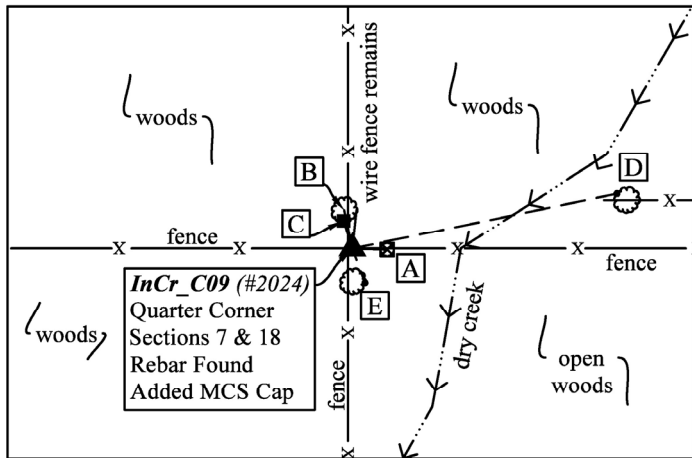 woods
woods
wire fence remains
B
D
C
fence
A
fence
InCr_C09 (#2024)
Quarter Corner
Sections 7 & 18
Rebar Found
Added MCS Cap
E
woods
fence
dry creek
open
woods
X
X
X
X
X
X
X
X
X